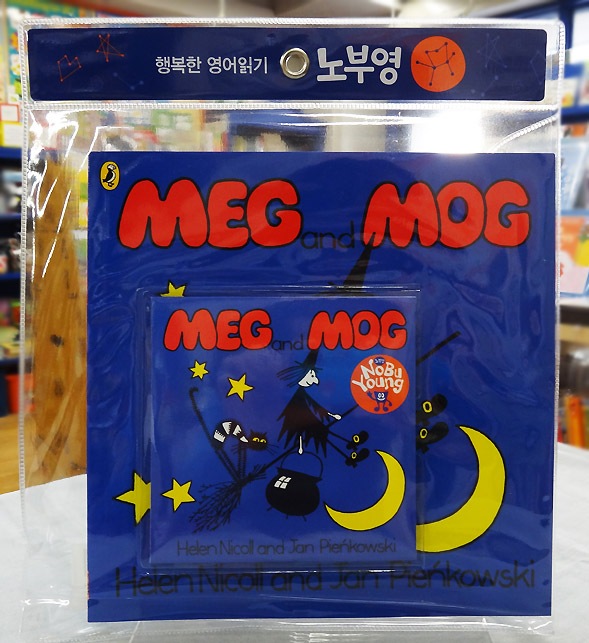 행복한 영어읽기 노부영
MEG and MOG
MEG and MOG
NoBu
Young
Helen Nicoll and Jan Pieńkowski
Helen Nicoll and Jan Pieńkowski